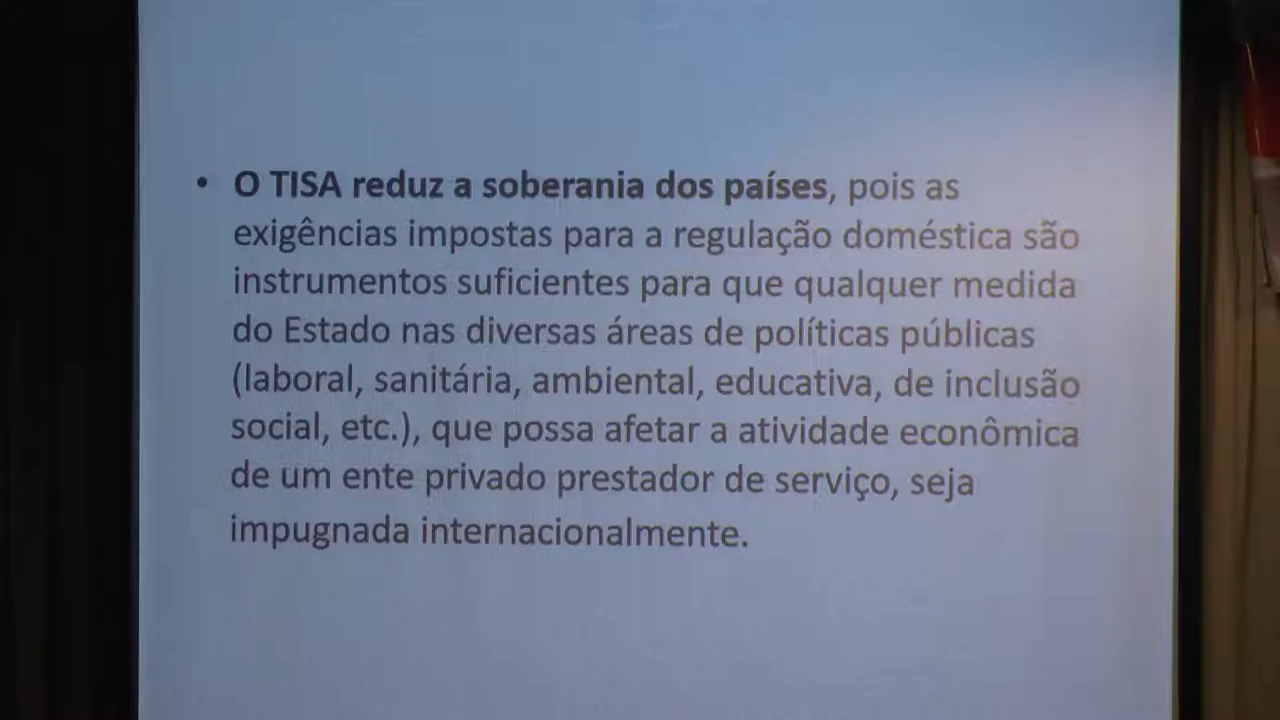 • O TISA reduz a soberania dos países, pois as
exigências impostas para a regulação doméstica são
instrumentos suficientes para que qualquer medida
do Estado nas diversas áreas de políticas públicas
(laboral, sanitária, ambiental, educativa, de inclusão
social, etc.), que possa afetar a atividade econômica
de um ente privado prestador de serviço, seja
impugnada internacionalmente.